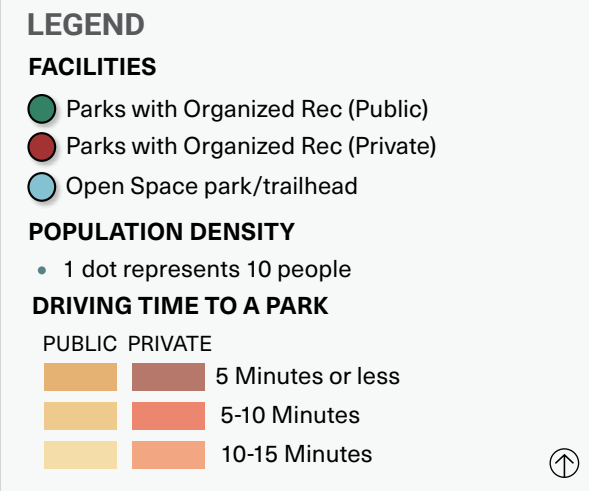 LEGEND
FACILITIES
Parks with Organized Rec (Public)
Parks with Organized Rec (Private)
Open Space park/trailhead
POPULATION DENSITY
• 1 dot represents 10 people
DRIVING TIME TO A PARK
PUBLIC PRIVATE
5 Minutes or less
5-10 Minutes
10-15 Minutes